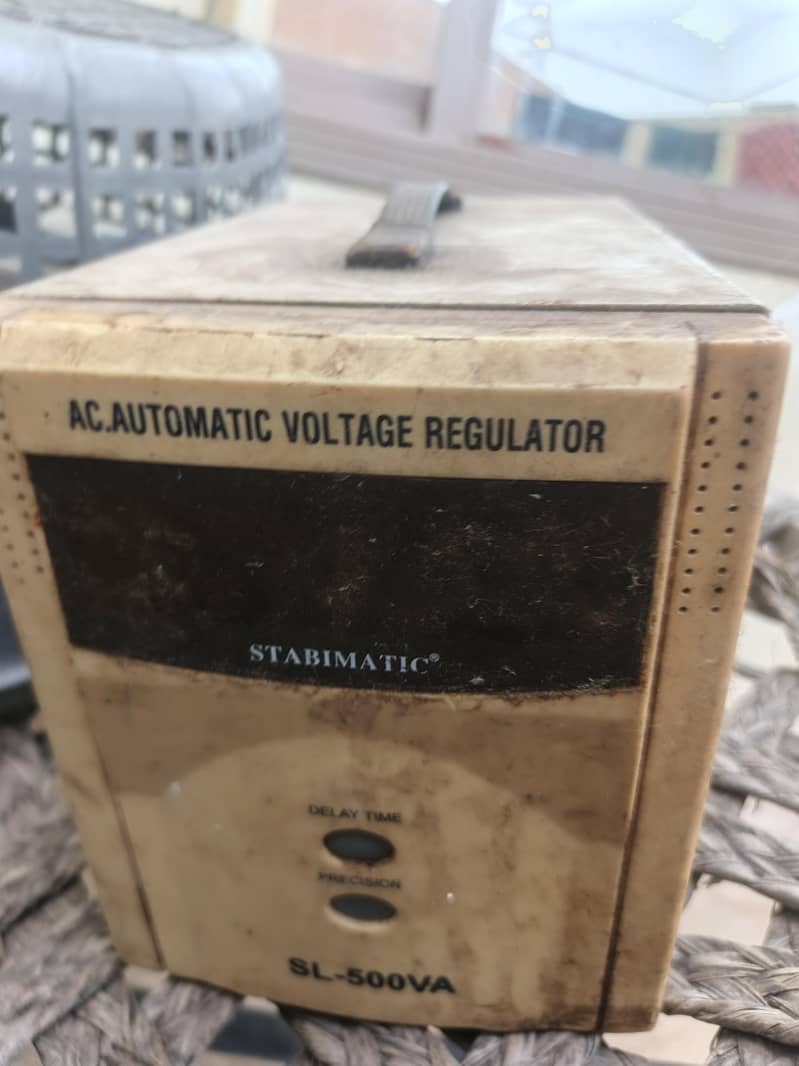 AC.AUTOMATIC VOLTAGE REGULATOR
STABIMATIC®
DELAY TIME
PRECISION
SL-500VA